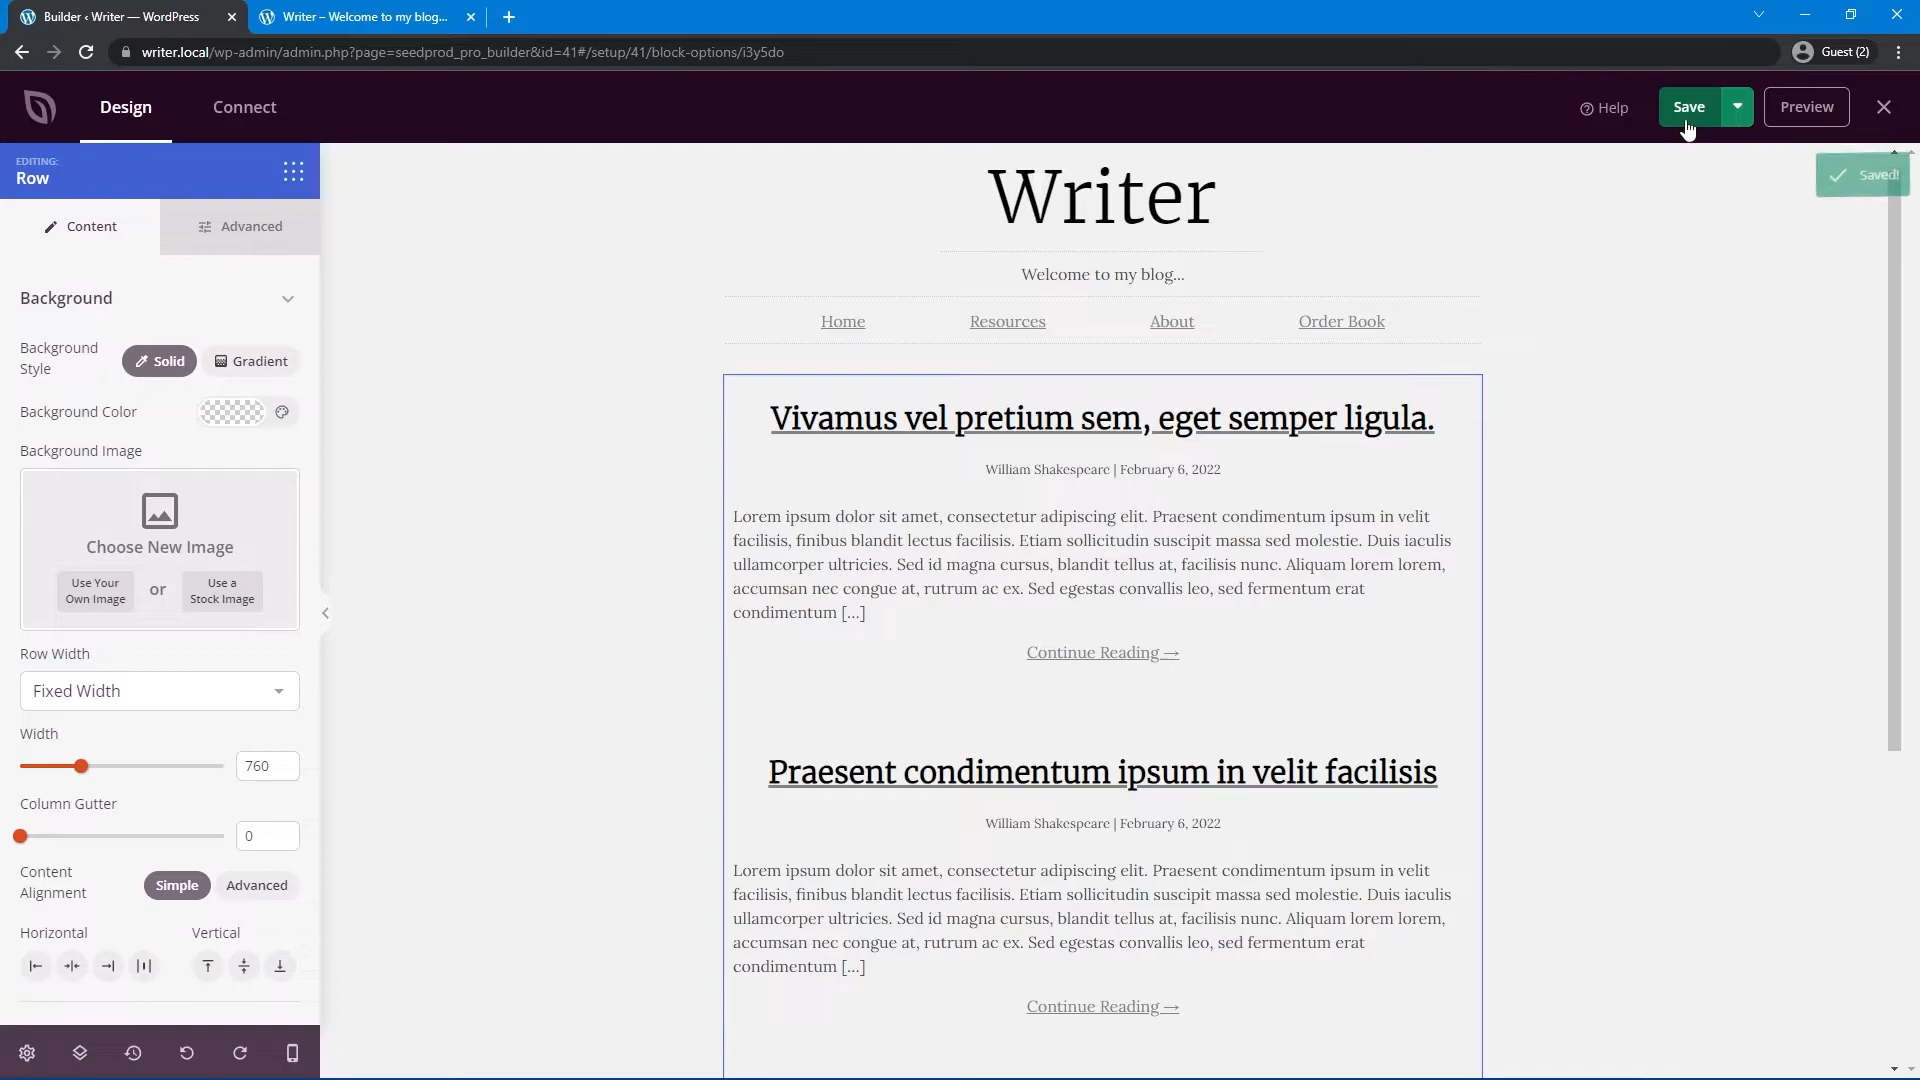 Builder ‹ Writer — WordPress
Writer – Welcome to my blog...
writer.local/wp-admin/admin.php?page=seedprod_pro_builder&id=41#/setup/41/block-options/i3y5do
Guest (2)
Design
Connect
Help
Save
Preview
EDITING:
Row
Saved!
Content
Advanced
Background
Background
Style
Solid
Gradient
Background Color
Background Image
Choose New Image
Use Your
Own Image
or
Use a
Stock Image
Row Width
Fixed Width
Width
760
Column Gutter
0
Content
Alignment
Simple
Advanced
Horizontal
Vertical
Writer
Welcome to my blog...
Home
Resources
About
Order Book
Vivamus vel pretium sem, eget semper ligula.
William Shakespeare | February 6, 2022
Lorem ipsum dolor sit amet, consectetur adipiscing elit. Praesent condimentum ipsum in velit
facilisis, finibus blandit lectus facilisis. Etiam sollicitudin suscipit massa sed molestie. Duis iaculis
ullamcorper ultricies. Sed id magna cursus, blandit tellus at, facilisis nunc. Aliquam lorem lorem,
accumsan nec congue at, rutrum ac ex. Sed egestas convallis leo, sed fermentum erat
condimentum [...]
Continue Reading →
Praesent condimentum ipsum in velit facilisis
William Shakespeare | February 6, 2022
Lorem ipsum dolor sit amet, consectetur adipiscing elit. Praesent condimentum ipsum in velit
facilisis, finibus blandit lectus facilisis. Etiam sollicitudin suscipit massa sed molestie. Duis iaculis
ullamcorper ultricies. Sed id magna cursus, blandit tellus at, facilisis nunc. Aliquam lorem lorem,
accumsan nec congue at, rutrum ac ex. Sed egestas convallis leo, sed fermentum erat
condimentum [...]
Continue Reading →